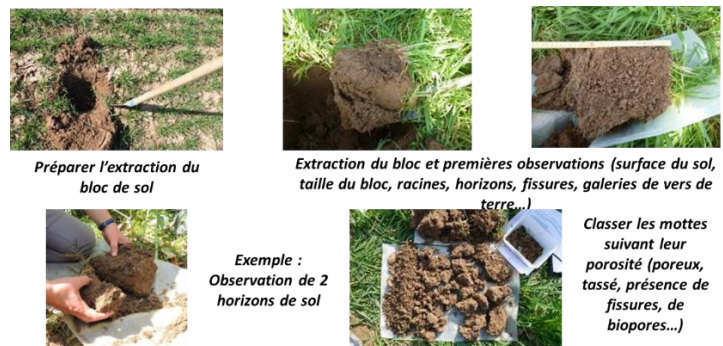 Préparer l'extraction du
bloc de sol
Extraction du bloc et premières observations (surface du sol,
taille du bloc, racines, horizons, fissures, galeries de vers de
terre…)
Exemple :
Observation de 2
horizons de sol
Classer les mottes
suivant leur
porosité (poreux,
tassé, présence de
fissures, de
biopores…)